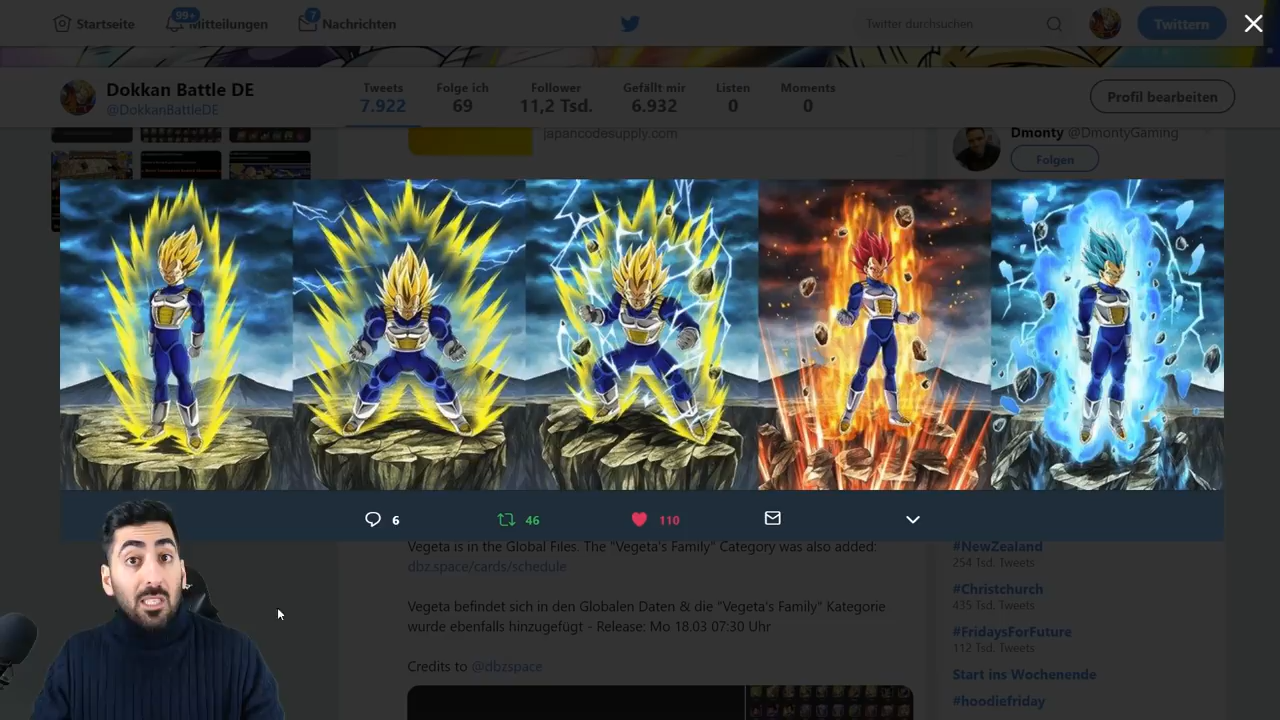 Startseite
99+
Mitteilungen
7
Nachrichten
Twitter durchsuchen
Twittern
Dokkan Battle DE
@DokkanBattleDE
Tweets
7.922
Folge ich
69
Follower
11,2 Tsd.
Gefällt mir
6.932
Listen
0
Moments
0
Profil bearbeiten
japancodesupply.com
Dmonty @DmontyGaming
Folgen
6
46
110
Vegeta is in the Global Files. The "Vegeta's Family" Category was also added:
dbz.space/cards/schedule
Vegeta befindet sich in den Globalen Daten & die "Vegeta's Family" Kategorie
wurde ebenfalls hinzugefügt - Release: Mo 18.03 07:30 Uhr
Credits to @dbzspace
#NewZealand
254 Tsd. Tweets
#Christchurch
435 Tsd. Tweets
#FridaysForFuture
112 Tsd. Tweets
Start ins Wochenende
#hoodiefriday